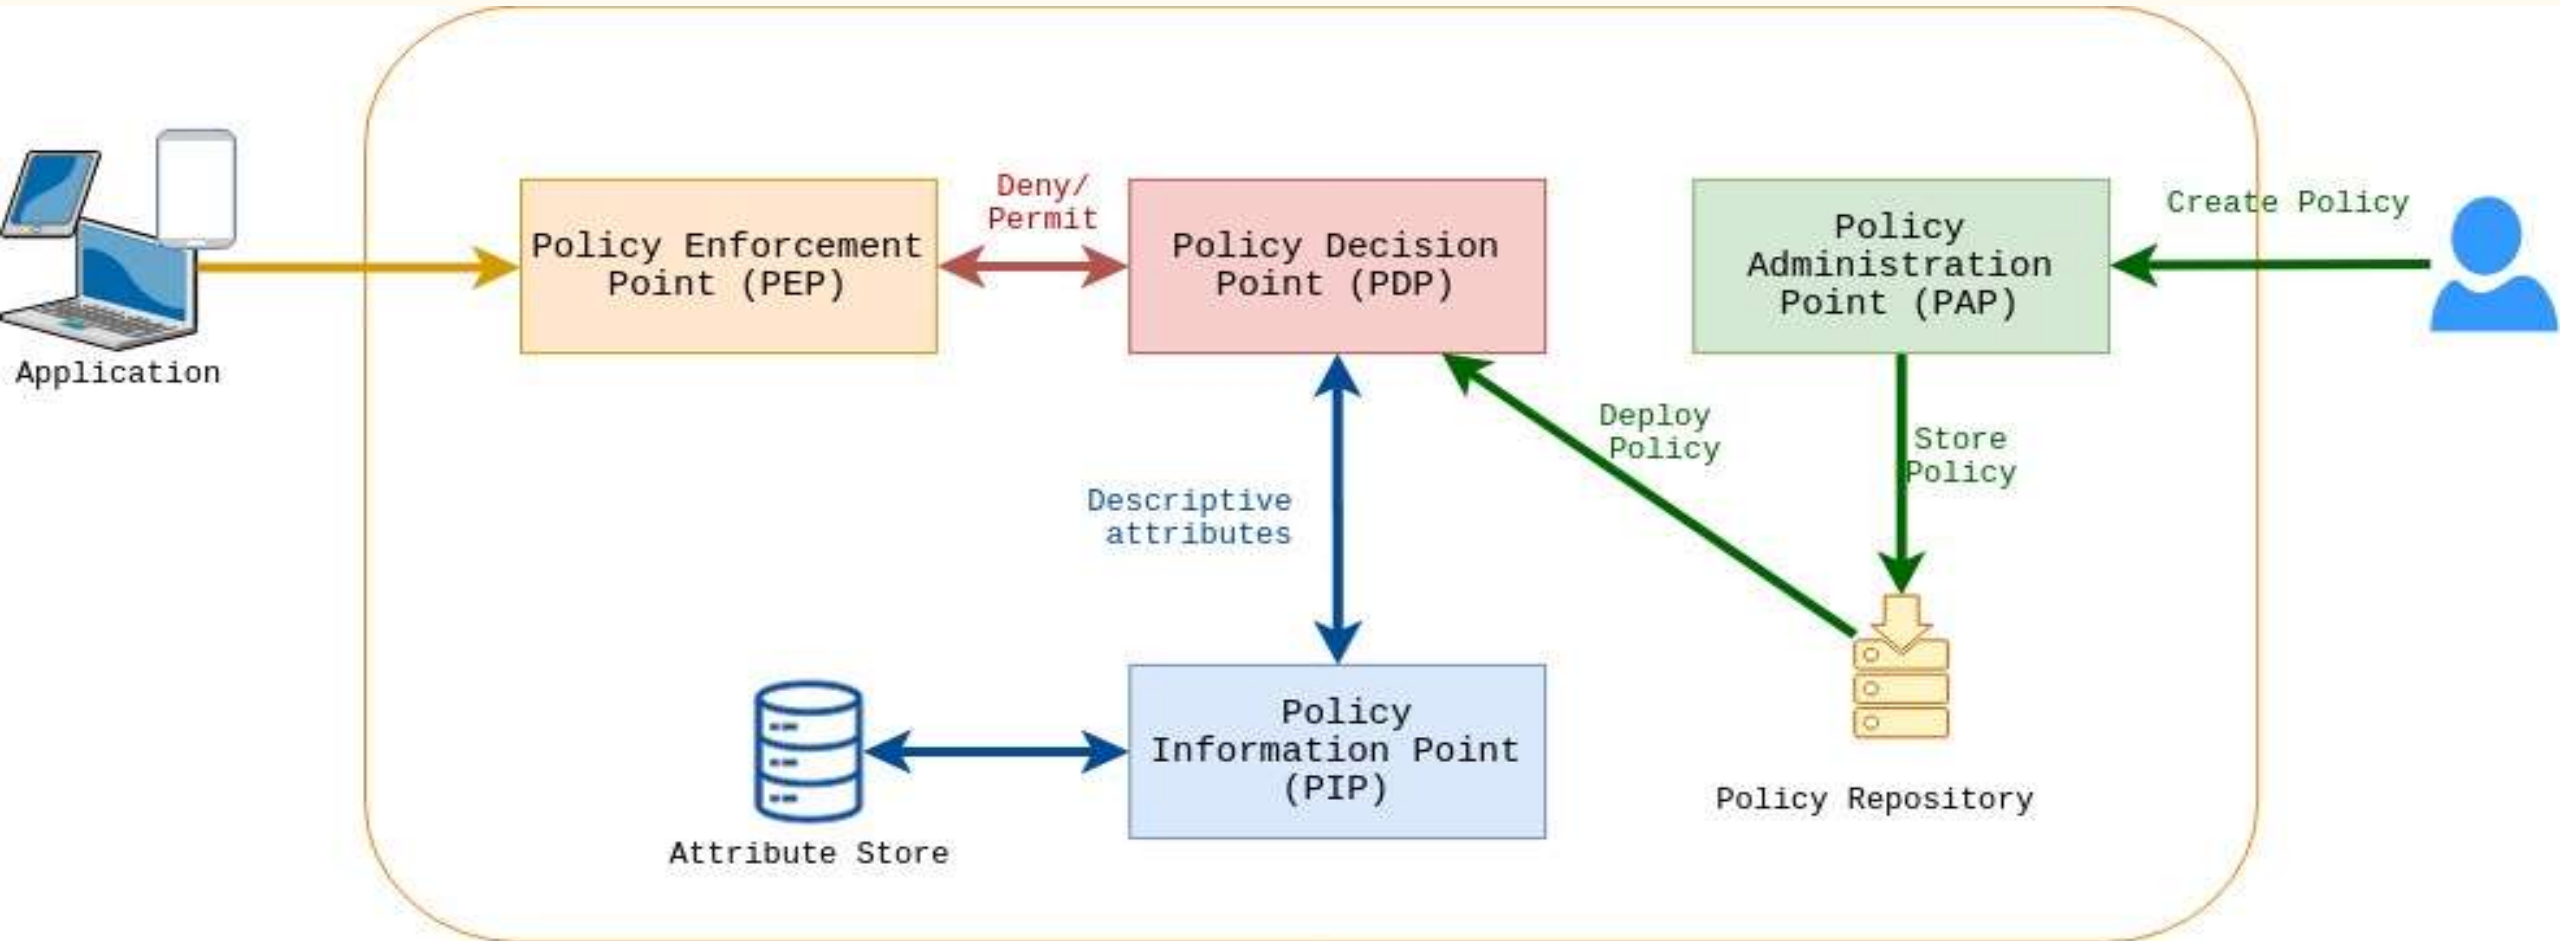 Application
Policy Enforcement
Point (PEP)
Deny/
Permit
Policy Decision
Point (PDP)
Policy
Administration
Point (PAP)
Create Policy
Deploy
Policy
Store
Policy
Descriptive
attributes
Policy
Information Point
(PIP)
Attribute Store
Policy Repository